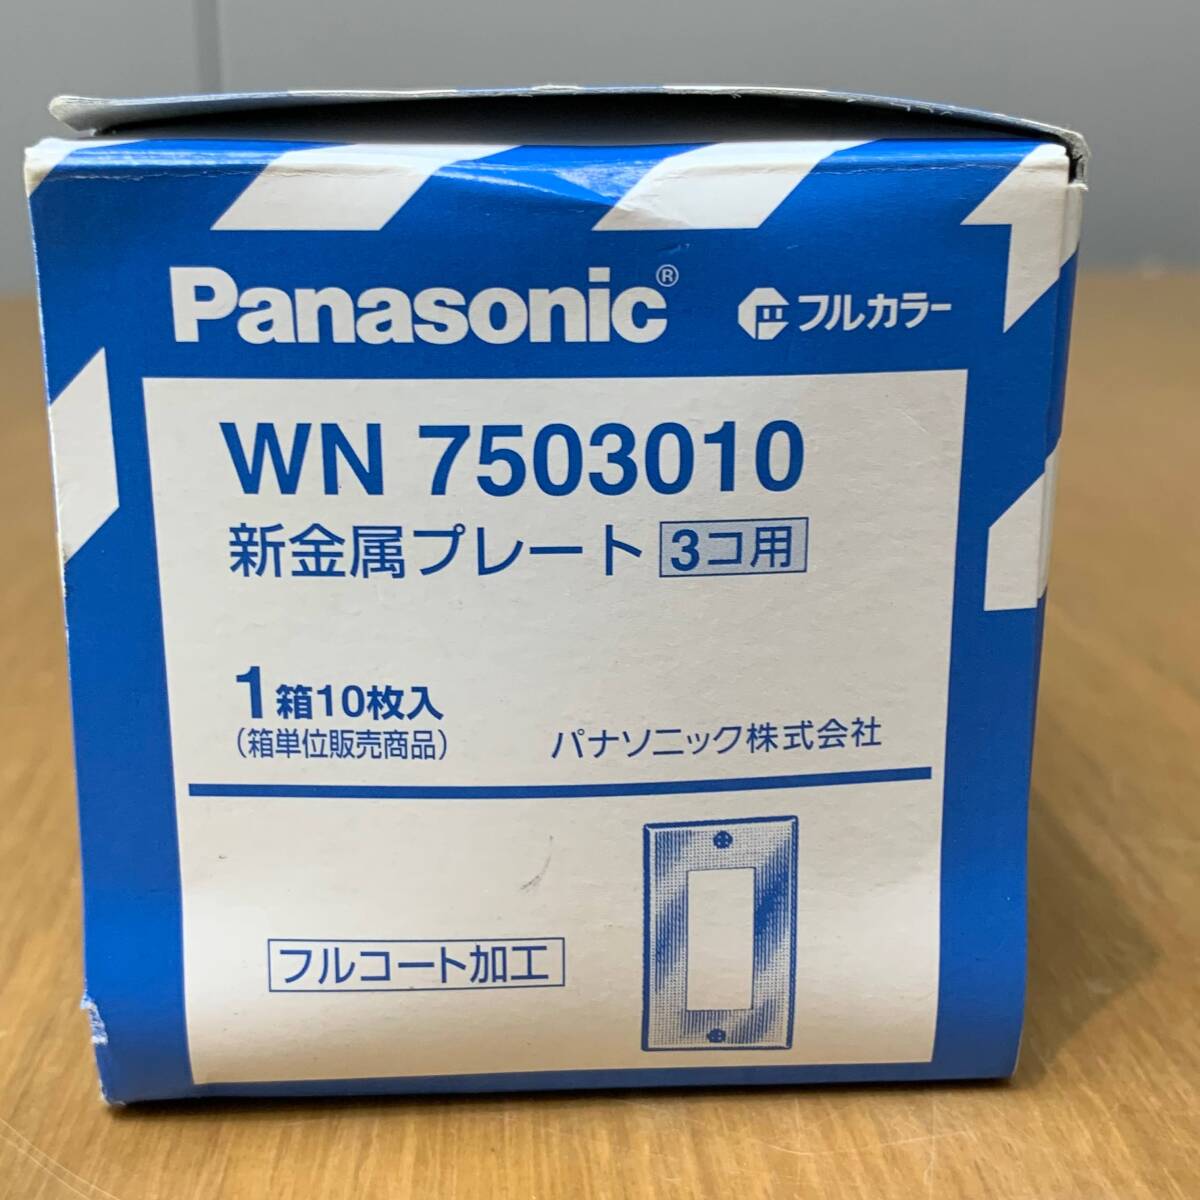 Panasonic® フルカラー
WN 7503010
新金属プレート 3コ用
1箱10枚入
(箱単位販売商品) パナソニック株式会社
フルコート加工